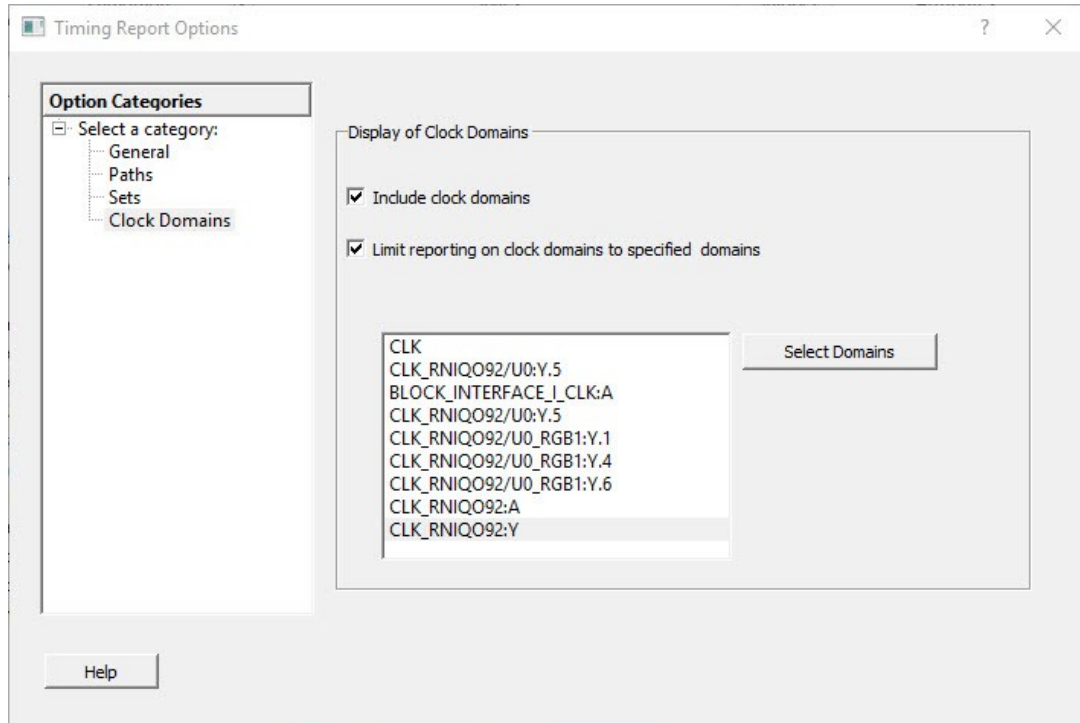 Timing Report Options
?
Option Categories
Select a category:
General
Paths
Sets
Clock Domains
Display of Clock Domains
Include clock domains
Limit reporting on clock domains to specified domains
CLK
CLK_RNIQO92/U0:Y.5
BLOCK_INTERFACE_I_CLK:A
CLK_RNIQO92/U0:Y.5
CLK_RNIQO92/U0_RGB1:Y.1
CLK_RNIQO92/U0_RGB1:Y.4
CLK_RNIQO92/U0_RGB1:Y.6
CLK_RNIQO92:A
CLK_RNIQO92:Y
Select Domains
Help